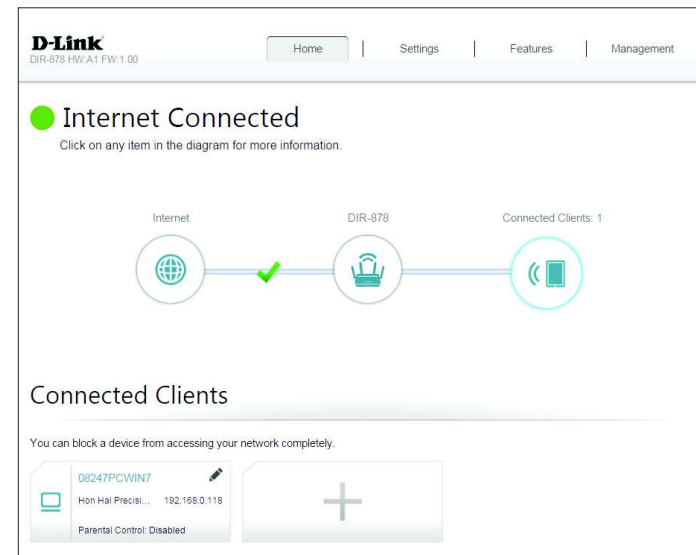 D-Link
DIR-878 HW:A1 FW:1.00
Home
Settings
Features
Management
Internet Connected
Click on any item in the diagram for more information.
Internet
DIR-878
Connected Clients: 1
Connected Clients
You can block a device from accessing your network completely.
08247PCWIN7
Hon Hai Precisi... 192.168.0.118
Parental Control: Disabled